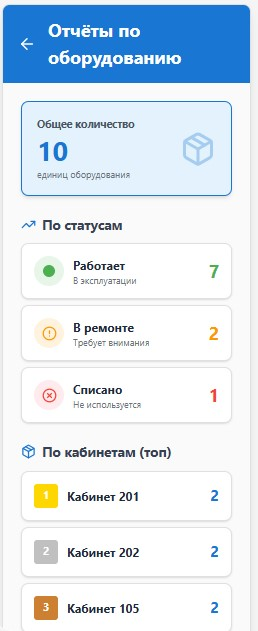 Отчёты по
оборудованию
Общее количество
10
единиц оборудования
По статусам
Работает
В эксплуатации
7
В ремонте
Требует внимания
2
Списано
Не используется
1
По кабинетам (топ)
1 Кабинет 201 2
2 Кабинет 202 2
3 Кабинет 105 2